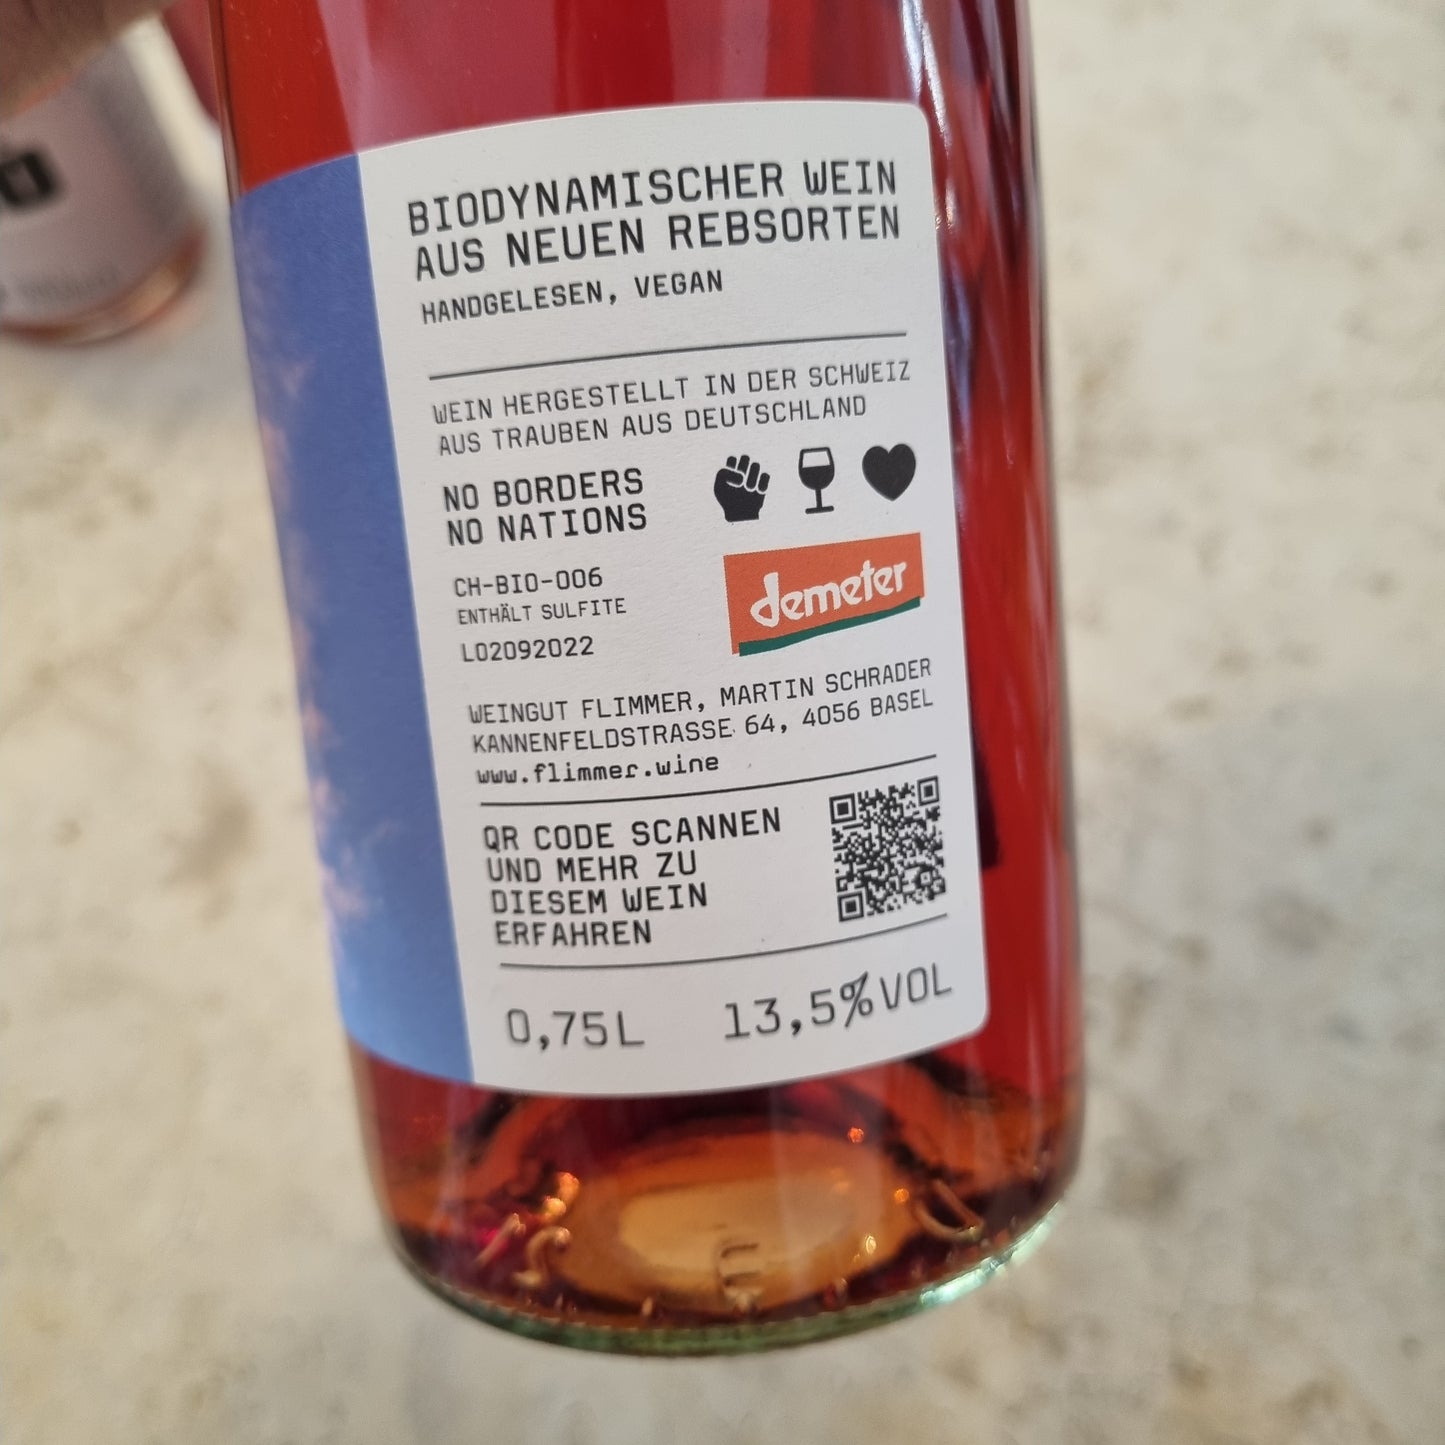 BIODYNAMISCHER WEIN
AUS NEUEN REBSORTEN
HANDGELESEN, VEGAN
WEIN HERGESTELLT IN DER SCHWEIZ
AUS TRAUBEN AUS DEUTSCHLAND
NO BORDERS
NO NATIONS
demeter
CH-BIO-006
ENTHÄLT SULFITE
L02092022
WEINGUT FLIMMER, MARTIN SCHRADER
KANNENFELDSTRASSE 64, 4056 BASEL
www.flimmer.wine
QR CODE SCANNEN
UND MEHR ZU
DIESEM WEIN
ERFAHREN
0,75L 13,5%VOL